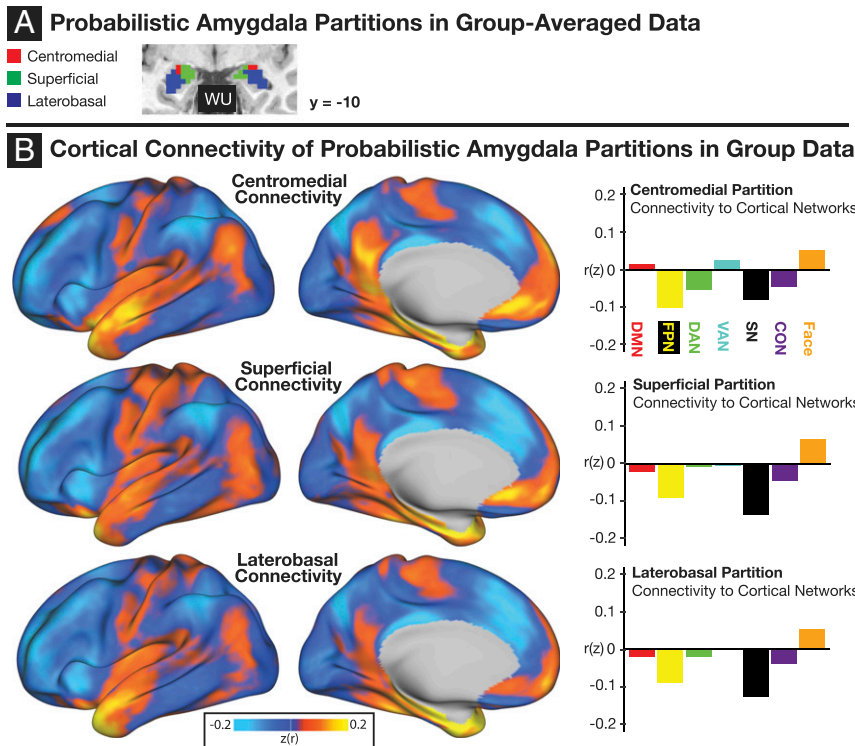 A Probabilistic Amygdala Partitions in Group-Averaged Data
Centromedial
Superficial
Laterobasal
WU
y = -10
B Cortical Connectivity of Probabilistic Amygdala Partitions in Group Data
Centromedial
Connectivity
0.2
Centromedial Partition
Connectivity to Cortical Networks
0.1
r(z) 0
-0.1
-0.2
DMN
FPN
DAN
VAN
SN
CON
Face
Superficial
Connectivity
0.2
Superficial Partition
Connectivity to Cortical Networks
0.1
r(z) 0
-0.1
-0.2
Laterobasal
Connectivity
0.2
Laterobasal Partition
Connectivity to Cortical Networks
0.1
r(z) 0
-0.1
-0.2
-0.2 0.2
z(r)